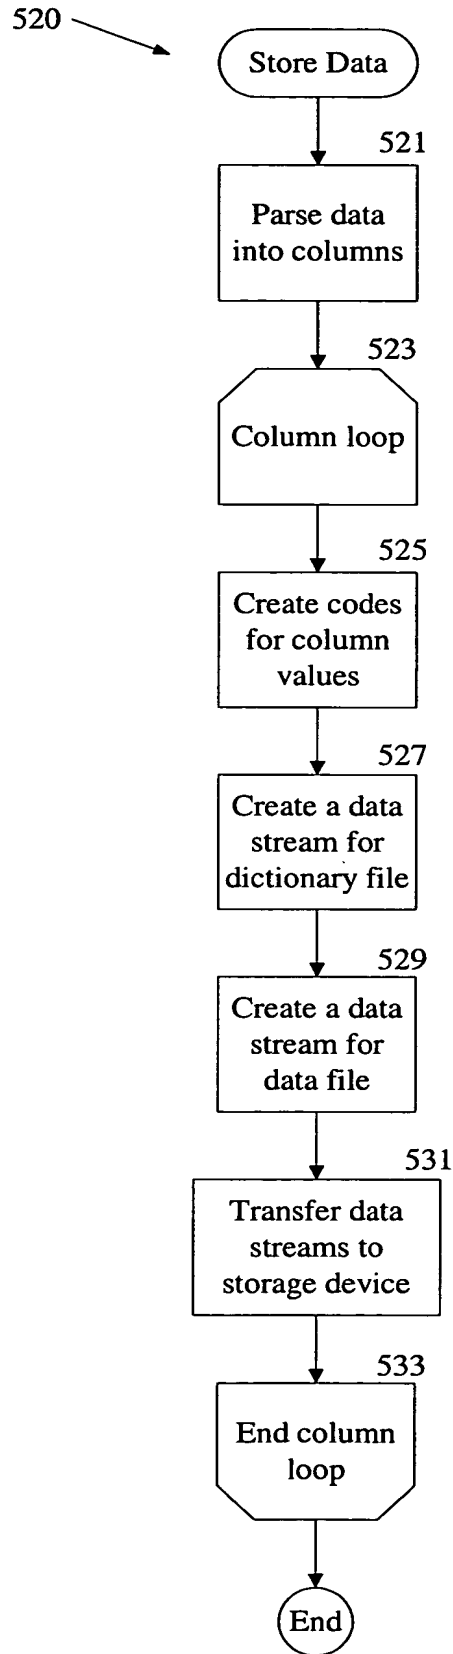 520
Store Data
521
Parse data
into columns
523
Column loop
525
Create codes
for column
values
527
Create a data
stream for
dictionary file
529
Create a data
stream for
data file
531
Transfer data
streams to
storage device
533
End column
loop
End